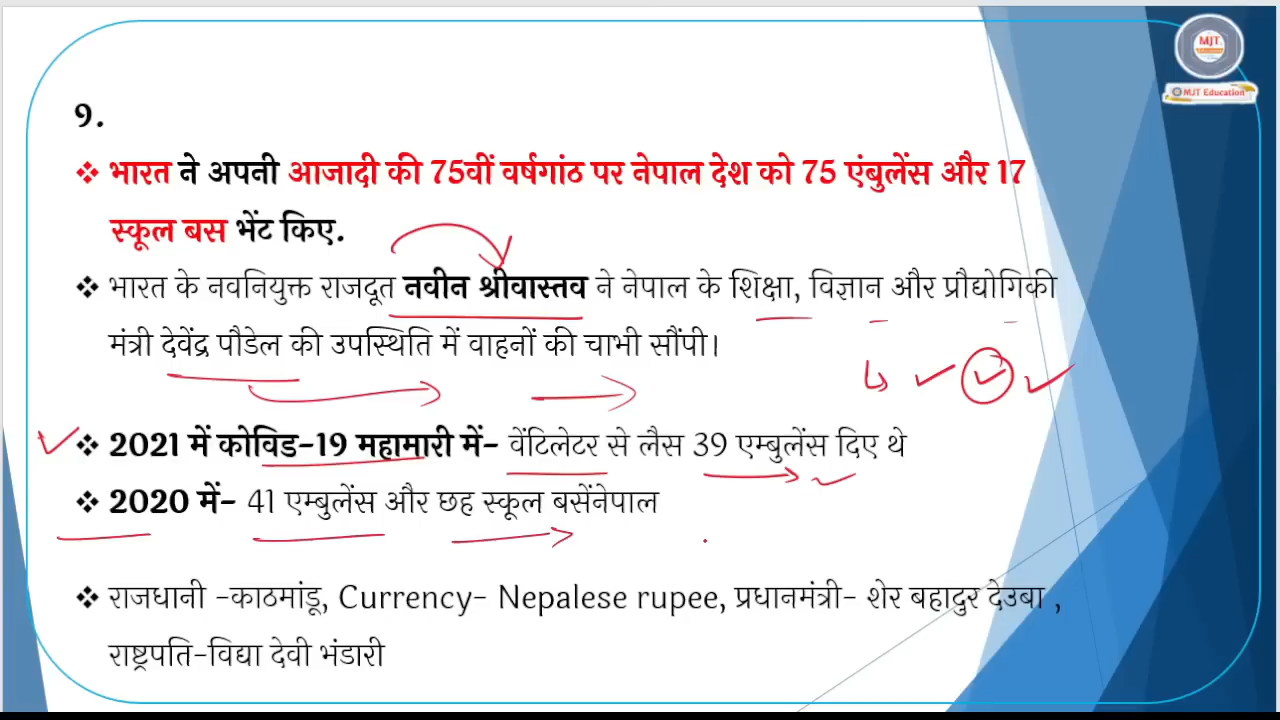 MJT
MJT Education
9.
❖ भारत ने अपनी आजादी की 75वीं वर्षगांठ पर नेपाल देश को 75 एंबुलेंस और 17
स्कूल बस भेंट किए.
❖ भारत के नवनियुक्त राजदूत नवीन श्रीवास्तव ने नेपाल के शिक्षा, विज्ञान और प्रौद्योगिकी
मंत्री देवेंद्र पौडेल की उपस्थिति में वाहनों की चाभी सौंपी।
❖ 2021 में कोविड-19 महामारी में- वेंटिलेटर से लैस 39 एम्बुलेंस दिए थे
❖ 2020 में- 41 एम्बुलेंस और छह स्कूल बसेंनेपाल
❖ राजधानी -काठमांडू, Currency- Nepalese rupee, प्रधानमंत्री- शेर बहादुर देउबा ,
राष्ट्रपति-विद्या देवी भंडारी